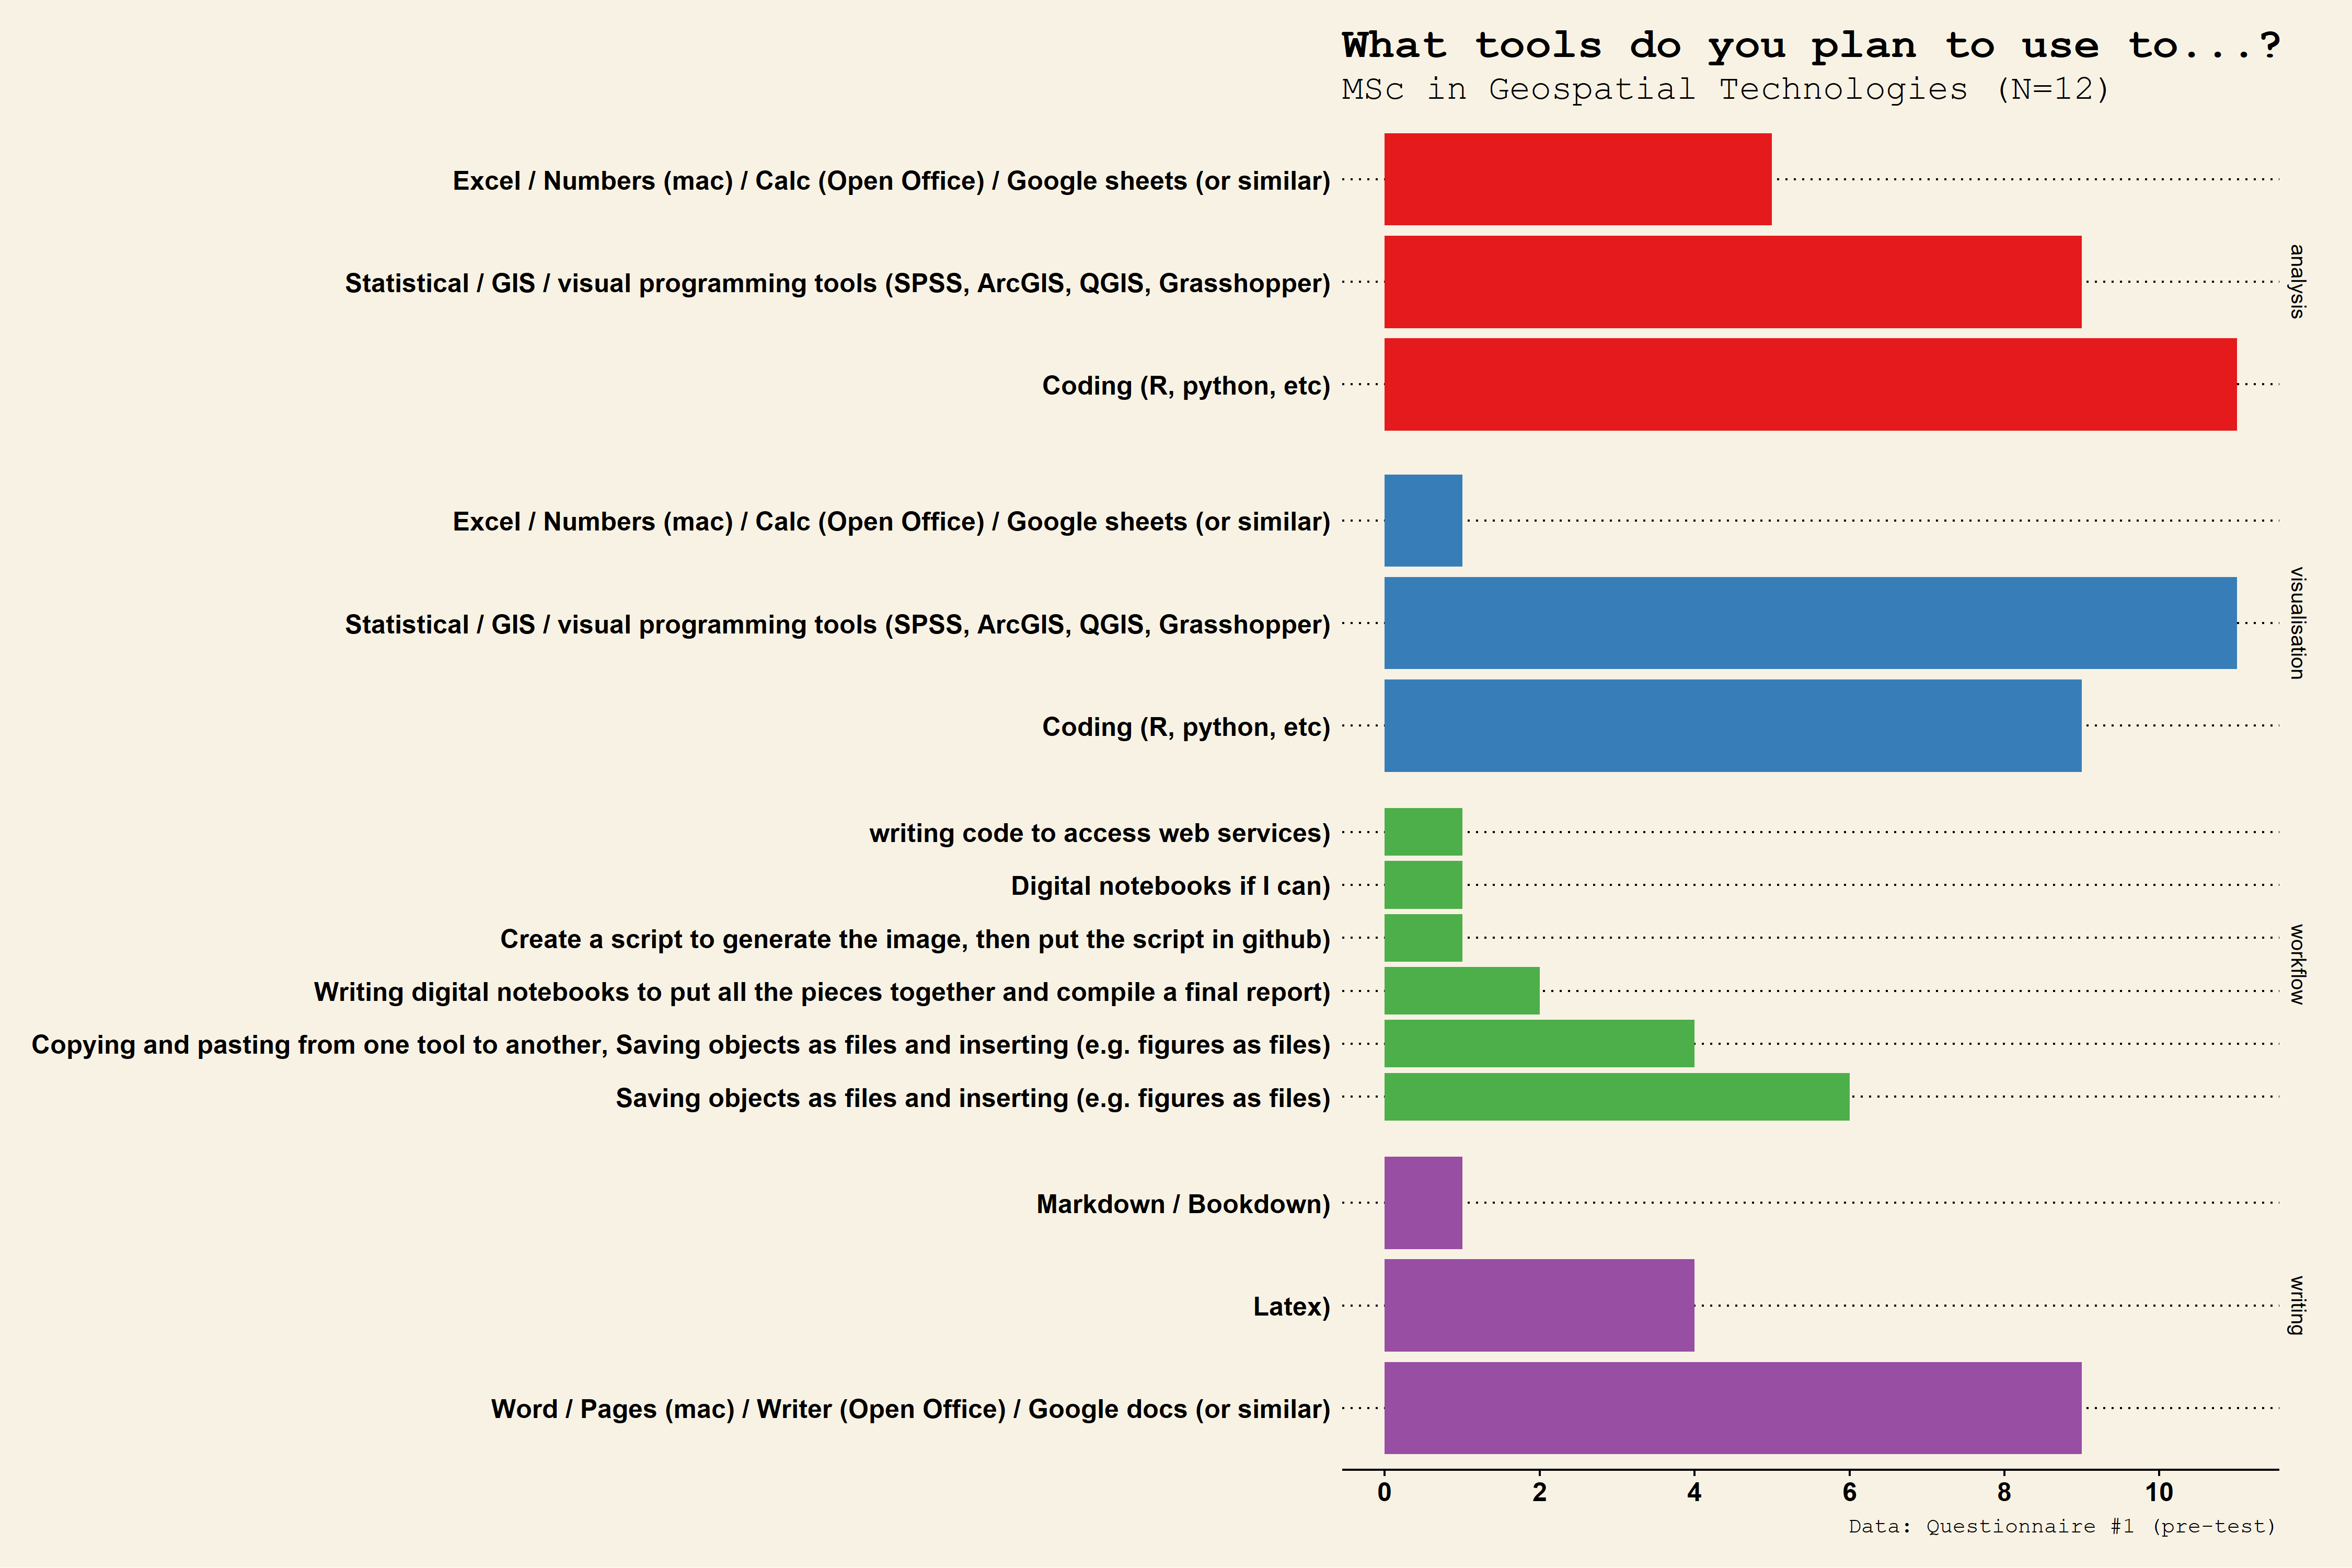 What tools do you plan to use to...?
MSc in Geospatial Technologies (N=12)
Excel / Numbers (mac) / Calc (Open Office) / Google sheets (or similar)
Statistical / GIS / visual programming tools (SPSS, ArcGIS, QGIS, Grasshopper)
Coding (R, python, etc)
analysis
Excel / Numbers (mac) / Calc (Open Office) / Google sheets (or similar)
Statistical / GIS / visual programming tools (SPSS, ArcGIS, QGIS, Grasshopper)
Coding (R, python, etc)
visualisation
writing code to access web services)
Digital notebooks if I can)
Create a script to generate the image, then put the script in github)
Writing digital notebooks to put all the pieces together and compile a final report)
Copying and pasting from one tool to another, Saving objects as files and inserting (e.g. figures as files)
Saving objects as files and inserting (e.g. figures as files)
workflow
Markdown / Bookdown)
Latex)
Word / Pages (mac) / Writer (Open Office) / Google docs (or similar)
writing
0 2 4 6 8 10
Data: Questionnaire #1 (pre-test)